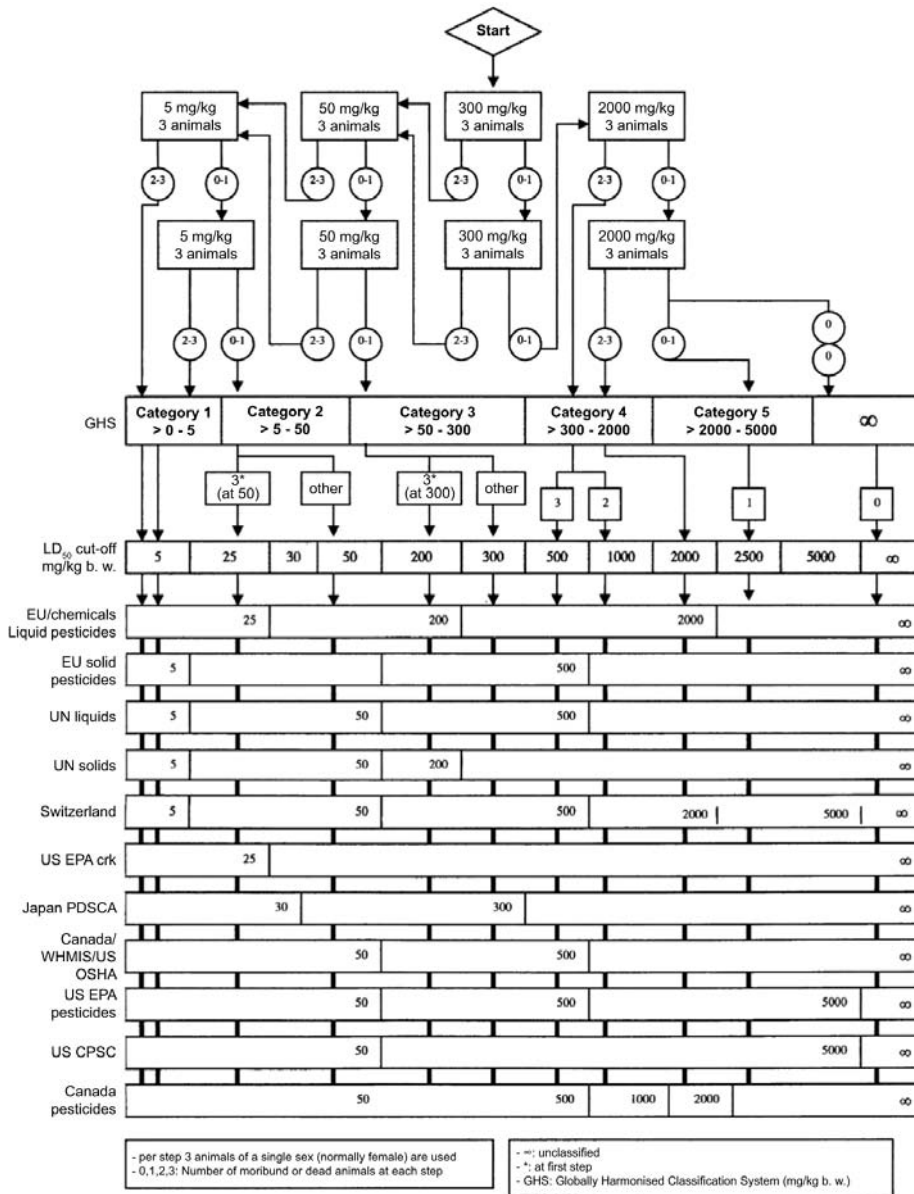 Start
5 mg/kg
3 animals
50 mg/kg
3 animals
300 mg/kg
3 animals
2000 mg/kg
3 animals
2-3
0-1
2-3
0-1
2-3
0-1
2-3
0-1
5 mg/kg
3 animals
50 mg/kg
3 animals
300 mg/kg
3 animals
2000 mg/kg
3 animals
2-3
0-1
2-3
0-1
2-3
0-1
2-3
0-1
0
0
GHS
Category 1
> 0 - 5
Category 2
> 5 - 50
Category 3
> 50 - 300
Category 4
> 300 - 2000
Category 5
> 2000 - 5000
∞
3*
(at 50)
other
3*
(at 300)
other
3
2
1
0
LD₅₀ cut-off
mg/kg b. w.
5 25 30 50 200 300 500 1000 2000 2500 5000 ∞
EU/chemicals
Liquid pesticides
25 200 2000 ∞
EU solid
pesticides
5 500 ∞
UN liquids
5 50 500 ∞
UN solids
5 50 200 ∞
Switzerland
5 50 500 2000 5000 ∞
US EPA crk
25 ∞
Japan PDSCA
30 300 ∞
Canada/
WHMIS/US
OSHA
50 500 ∞
US EPA
pesticides
50 500 5000 ∞
US CPSC
50 5000 ∞
Canada
pesticides
50 500 1000 2000 ∞
- per step 3 animals of a single sex (normally female) are used
- 0,1,2,3: Number of moribund or dead animals at each step
- ∞: unclassified
- *: at first step
- GHS: Globally Harmonised Classification System (mg/kg b. w.)